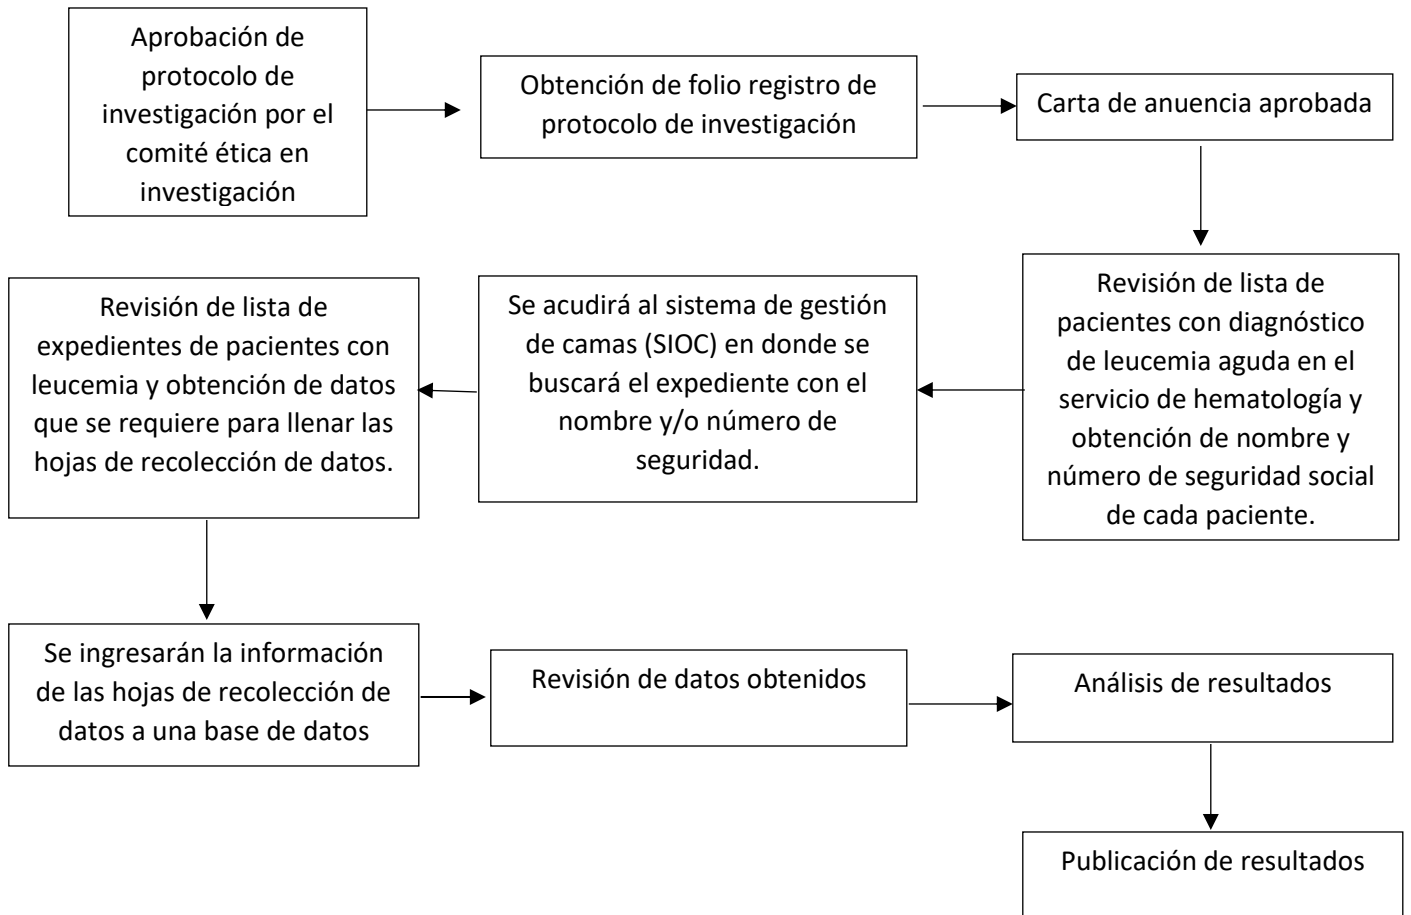 Aprobación de
protocolo de
investigación por el
comité ética en
investigación
Obtención de folio registro de
protocolo de investigación
Carta de anuencia aprobada
Revisión de lista de
pacientes con diagnóstico
de leucemia aguda en el
servicio de hematología y
obtención de nombre y
número de seguridad social
de cada paciente.
Se acudirá al sistema de gestión
de camas (SIOC) en donde se
buscará el expediente con el
nombre y/o número de
seguridad.
Revisión de lista de
expedientes de pacientes con
leucemia y obtención de datos
que se requiere para llenar las
hojas de recolección de datos.
Se ingresarán la información
de las hojas de recolección de
datos a una base de datos
Revisión de datos obtenidos
Análisis de resultados
Publicación de resultados